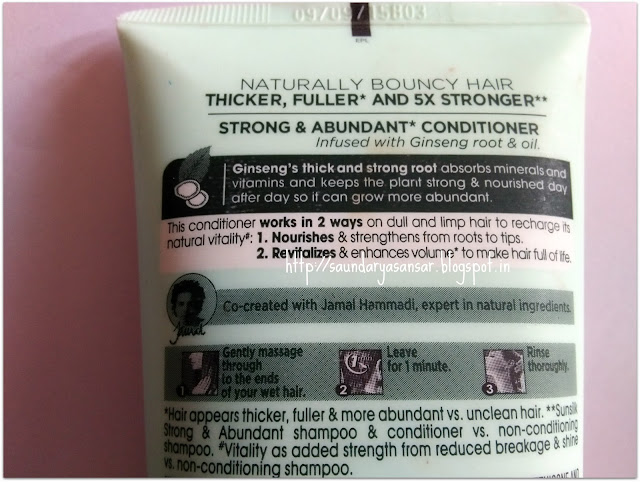 09/09/15B03
NATURALLY BOUNCY HAIR
THICKER, FULLER* AND 5X STRONGER**
STRONG & ABUNDANT* CONDITIONER
Infused with Ginseng root & oil.
Ginseng's thick and strong root absorbs minerals and
vitamins and keeps the plant strong & nourished day
after day so it can grow more abundant.
This conditioner works in 2 ways on dull and limp hair to recharge its
natural vitality#: 1. Nourishes & strengthens from roots to tips.
2. Revitalizes & enhances volume* to make hair full of life.
http://saundaryasansar.blogspot.in
Co-created with Jamal Hammadi, expert in natural ingredients.
1
Gently massage
through
to the ends
of your wet hair.
2
Leave
for 1 minute.
3
Rinse
thoroughly.
*Hair appears thicker, fuller & more abundant vs. unclean hair. **Sunsilk
Strong & Abundant shampoo & conditioner vs. non-conditioning
shampoo. #Vitality as added strength from reduced breakage & shine
vs. non-conditioning shampoo.